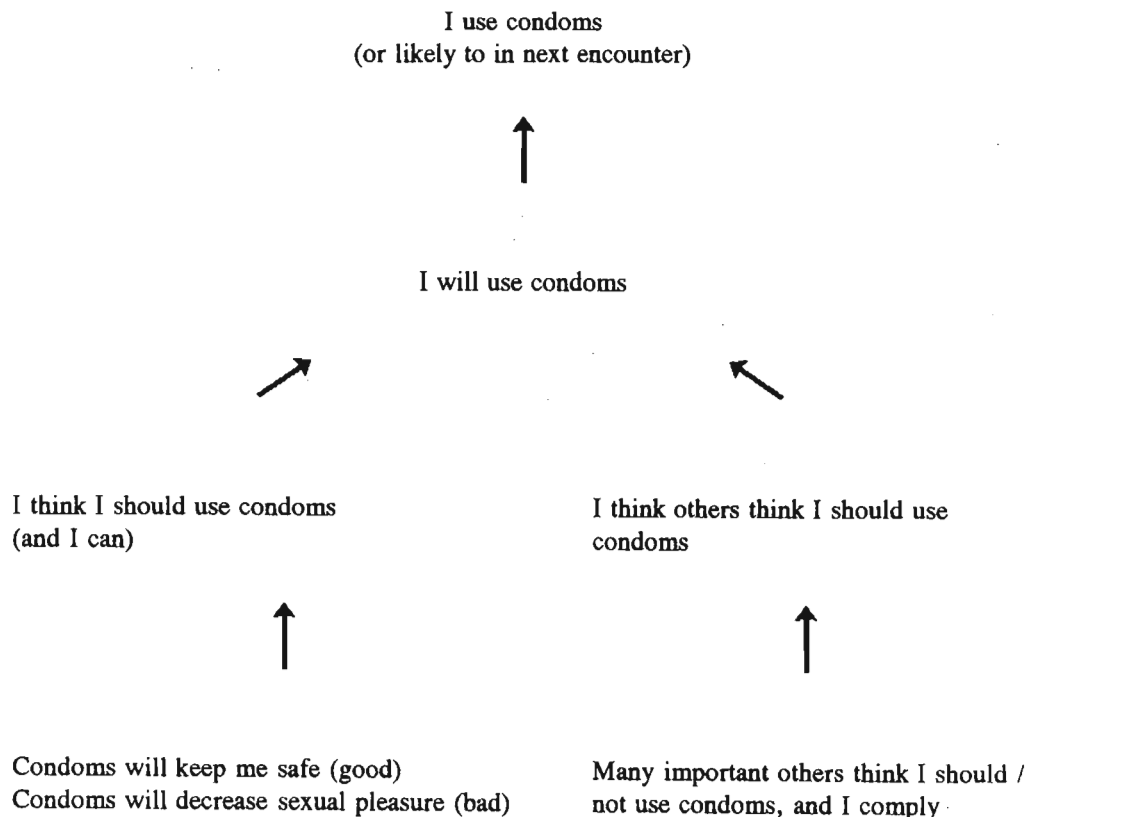 I use condoms
(or likely to in next encounter)
I will use condoms
I think I should use condoms
(and I can)
I think others think I should use
condoms
Condoms will keep me safe (good)
Condoms will decrease sexual pleasure (bad)
Many important others think I should /
not use condoms, and I comply